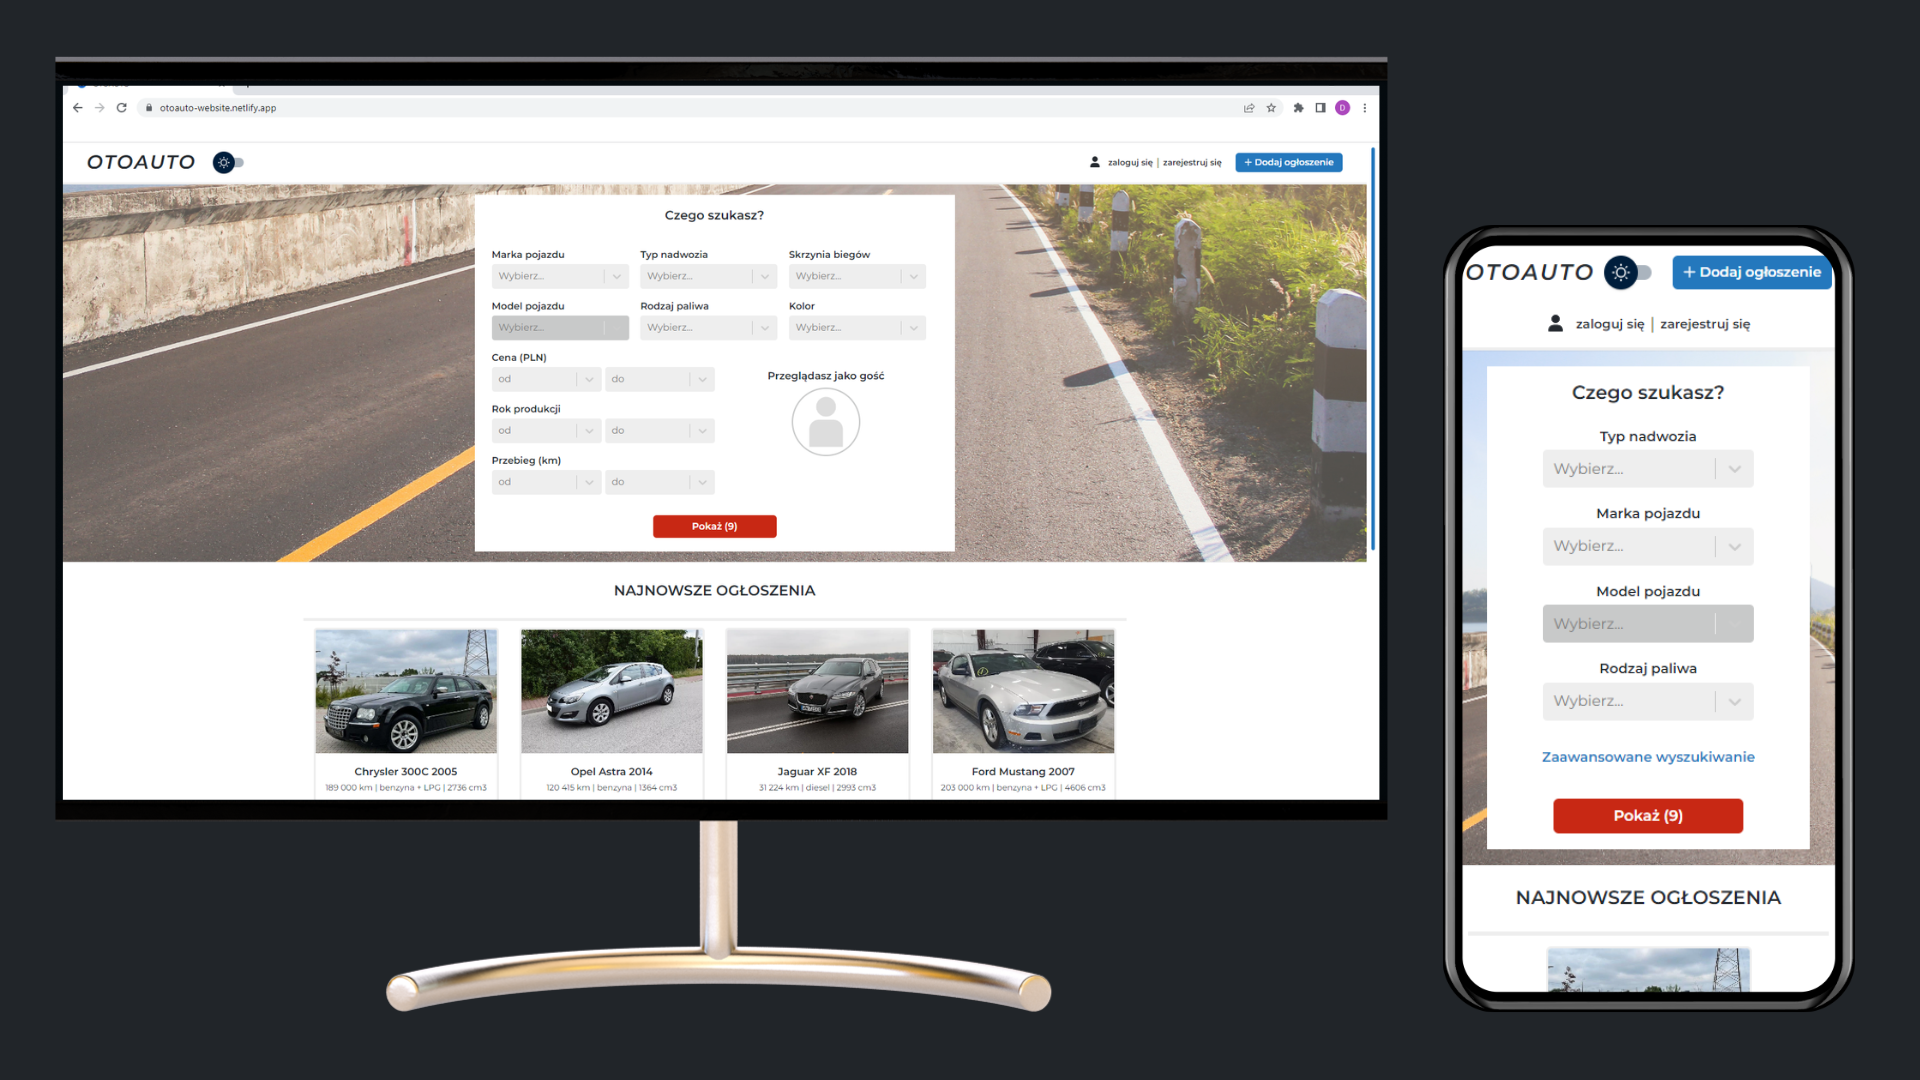 otoauto-website.netlify.app
D
OTOAUTO
zaloguj się | zarejestruj się
+ Dodaj ogłoszenie
Czego szukasz?
Marka pojazdu
Typ nadwozia
Skrzynia biegów
Wybierz...
Wybierz...
Wybierz...
Model pojazdu
Rodzaj paliwa
Kolor
Wybierz...
Wybierz...
Wybierz...
Cena (PLN)
od
do
Przeglądasz jako gość
Rok produkcji
od
do
Przebieg (km)
od
do
Pokaż (9)
NAJNOWSZE OGŁOSZENIA
Chrysler 300C 2005
189 000 km | benzyna + LPG | 2736 cm3
Opel Astra 2014
120 415 km | benzyna | 1364 cm3
Jaguar XF 2018
31 224 km | diesel | 2993 cm3
Ford Mustang 2007
203 000 km | benzyna + LPG | 4606 cm3
OTOAUTO
+ Dodaj ogłoszenie
zaloguj się | zarejestruj się
Czego szukasz?
Typ nadwozia
Wybierz...
Marka pojazdu
Wybierz...
Model pojazdu
Wybierz...
Rodzaj paliwa
Wybierz...
Zaawansowane wyszukiwanie
Pokaż (9)
NAJNOWSZE OGŁOSZENIA